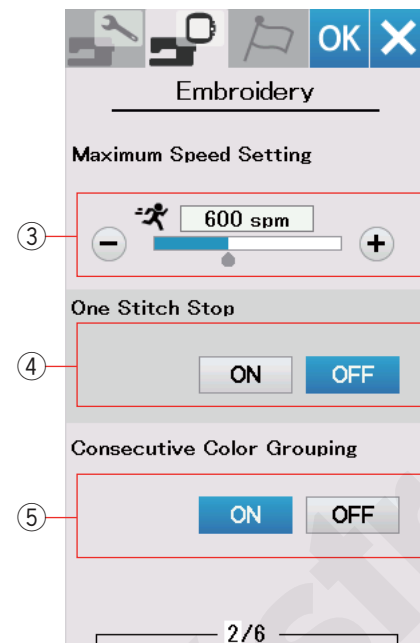 OK
Embroidery
Maximum Speed Setting
③ 600 spm
One Stitch Stop
④ ON OFF
Consecutive Color Grouping
⑤ ON OFF
2/6